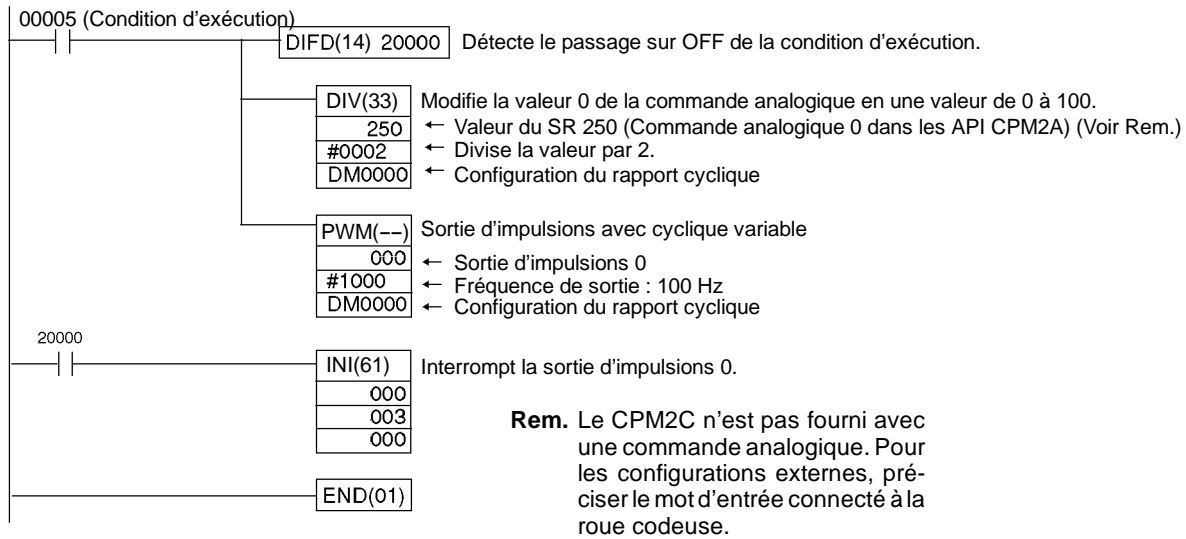 00005 (Condition d'exécution)
DIFD(14) 20000 Détecte le passage sur OFF de la condition d'exécution.
DIV(33) Modifie la valeur 0 de la commande analogique en une valeur de 0 à 100.
250 ← Valeur du SR 250 (Commande analogique 0 dans les API CPM2A) (Voir Rem.)
#0002 ← Divise la valeur par 2.
DM0000 ← Configuration du rapport cyclique
PWM(−−) Sortie d'impulsions avec cyclique variable
000 ← Sortie d'impulsions 0
#1000 ← Fréquence de sortie : 100 Hz
DM0000 ← Configuration du rapport cyclique
20000
INI(61) Interrompt la sortie d'impulsions 0.
000
003
000
Rem. Le CPM2C n'est pas fourni avec
une commande analogique. Pour
les configurations externes, pré-
ciser le mot d'entrée connecté à la
roue codeuse.
END(01)